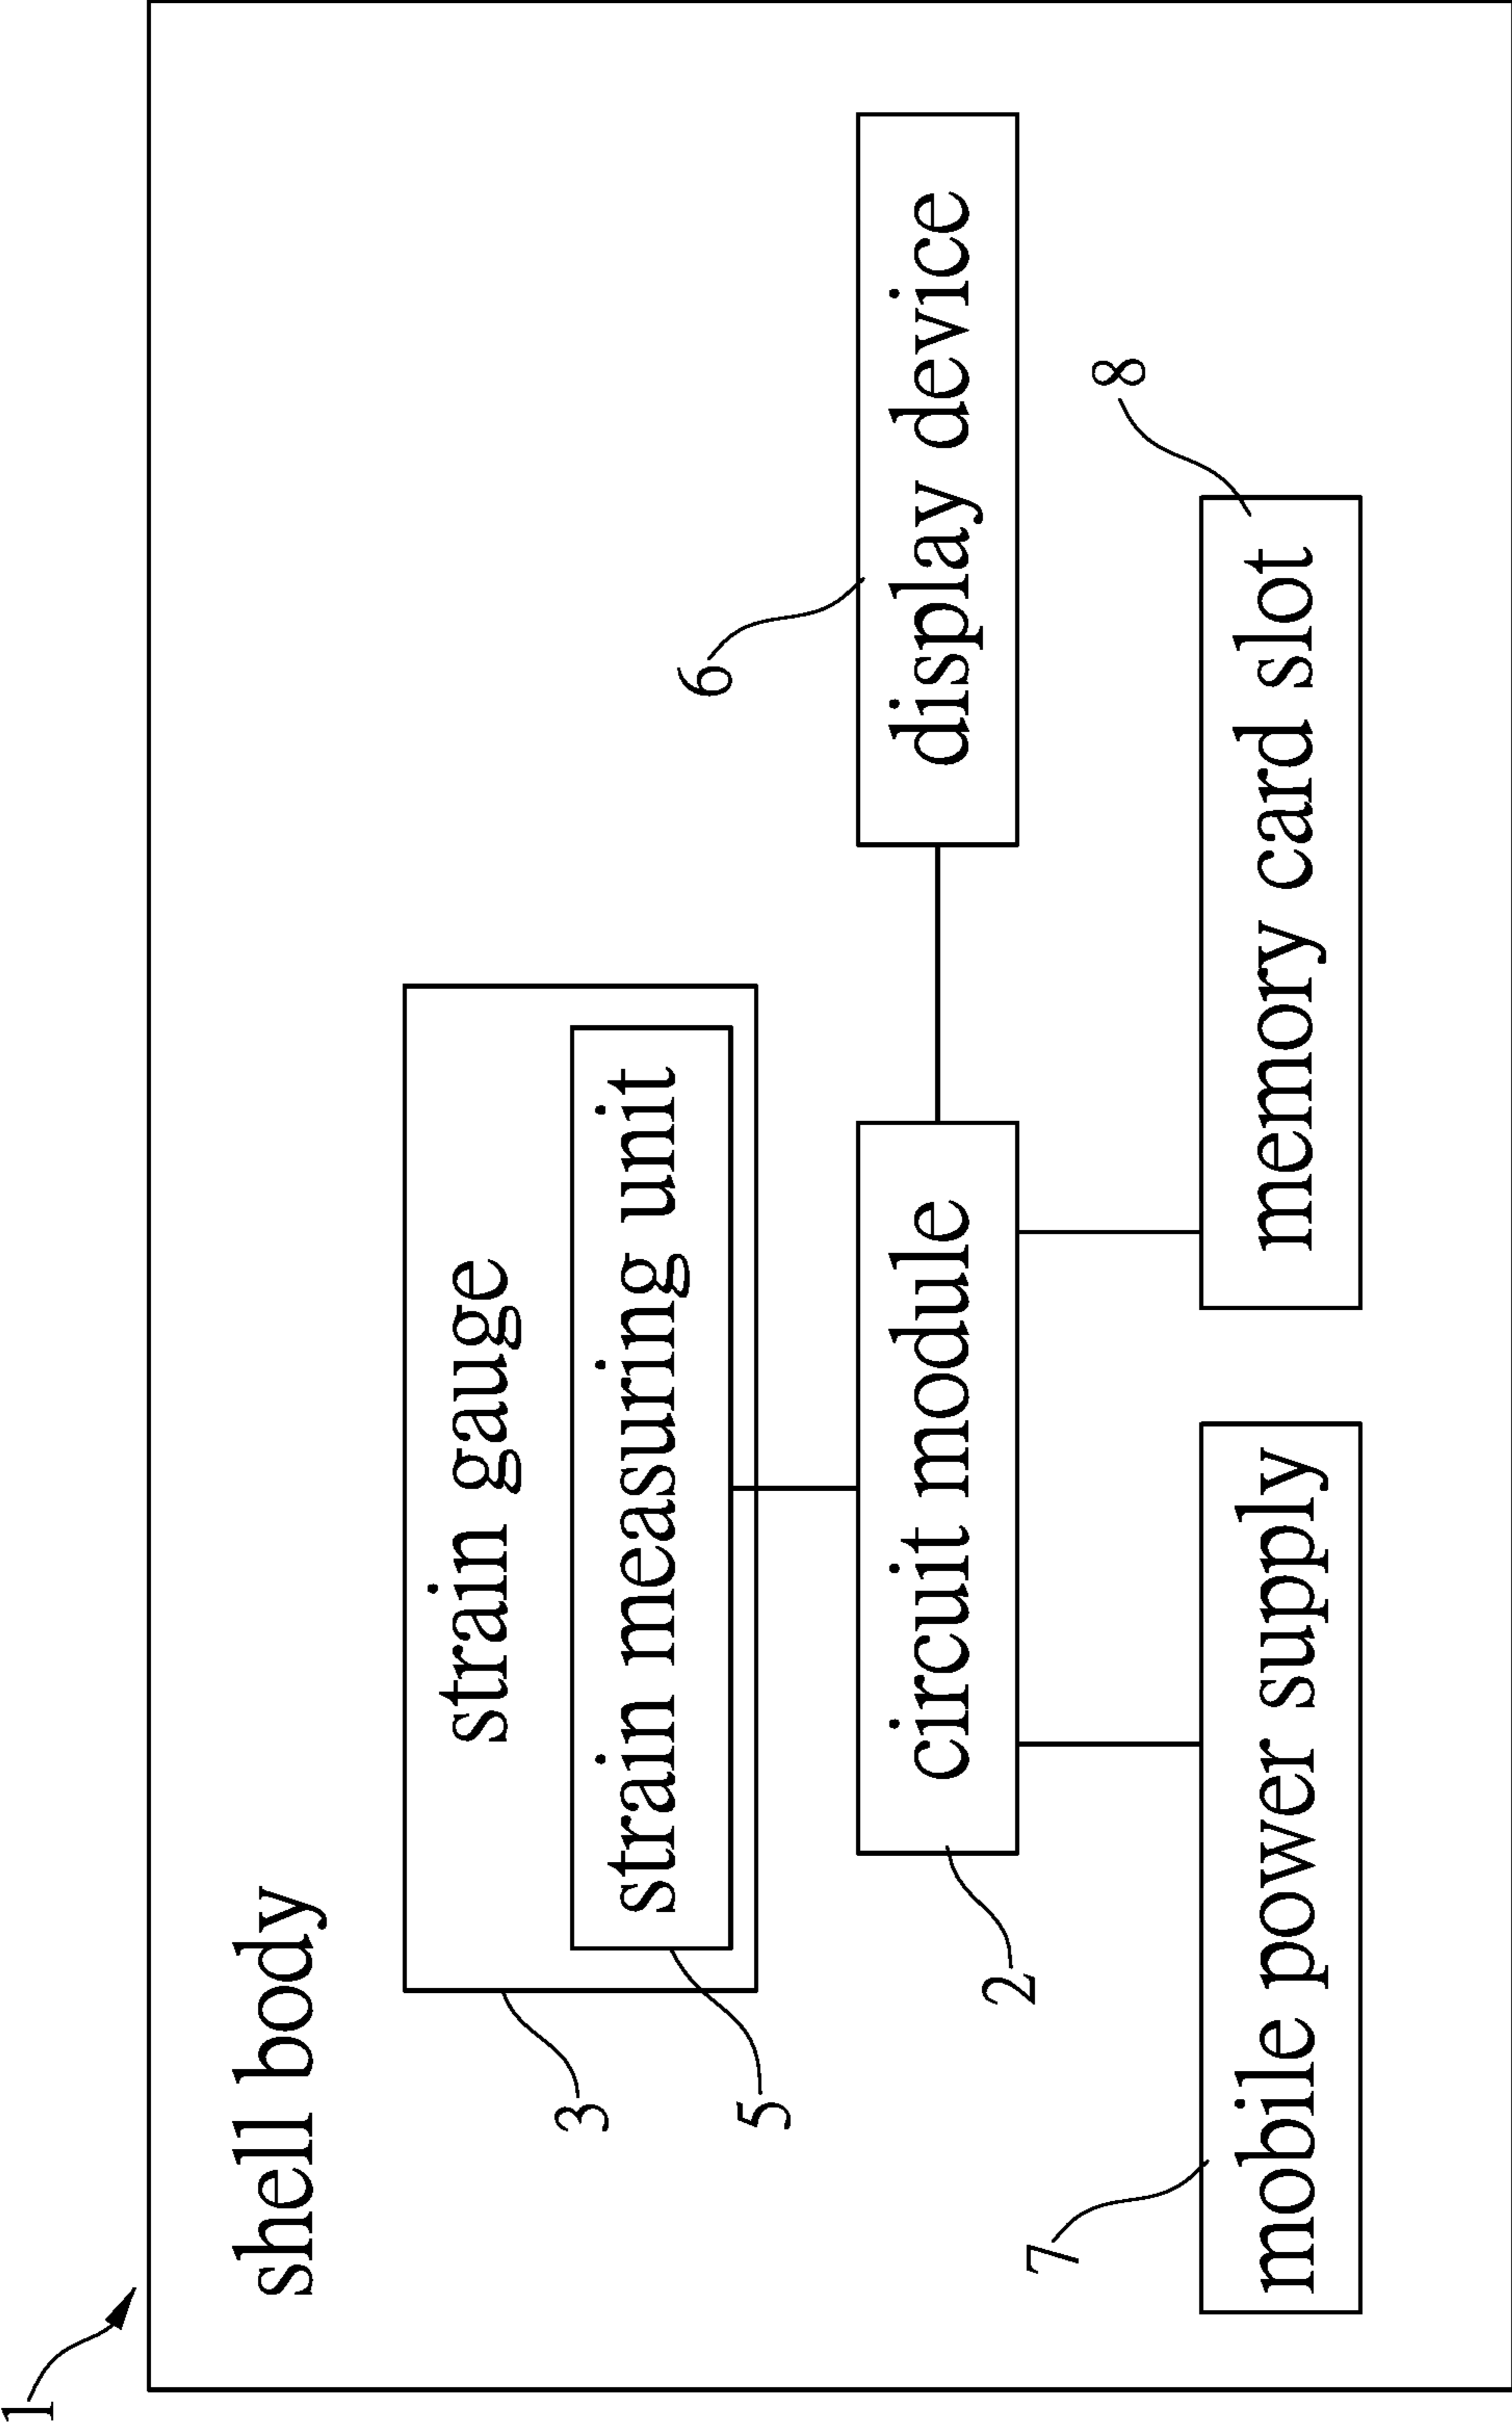 1
shell body
strain gauge
3
strain measuring unit
5
6
circuit module
2
display device
7
8
mobile power supply
memory card slot